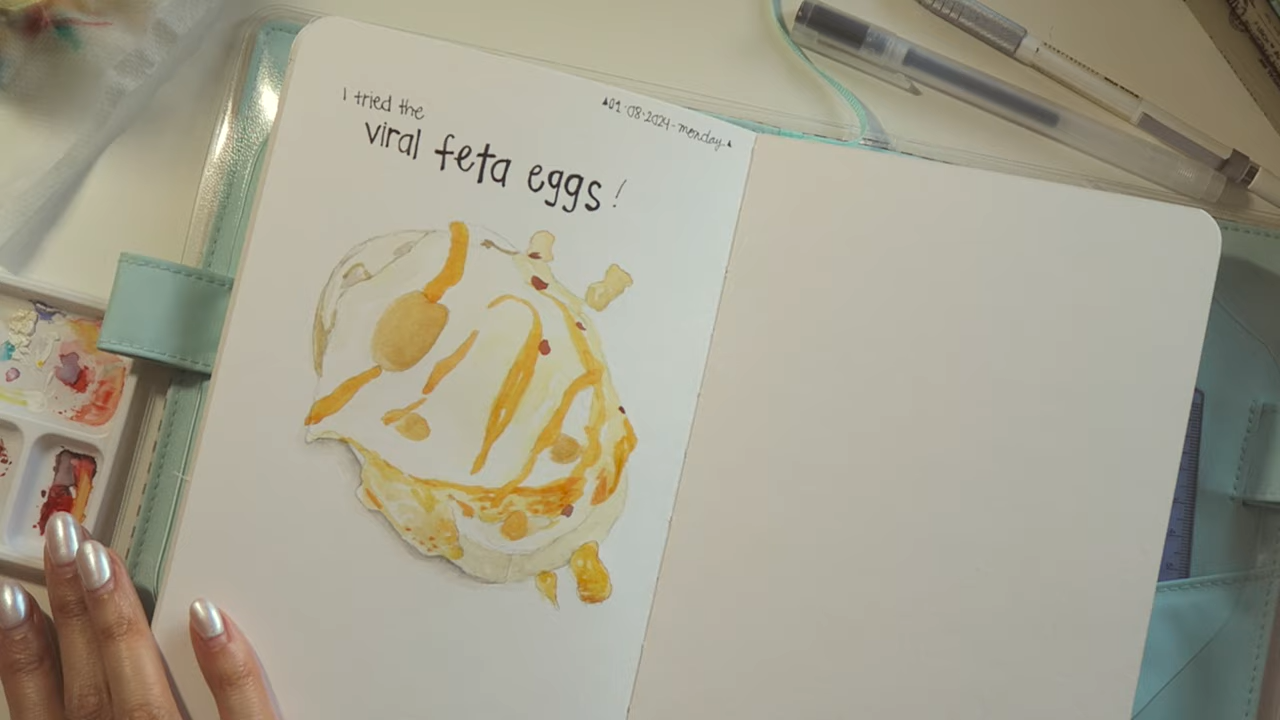 I tried the
viral feta eggs!
▲01·08·2024-monday▲